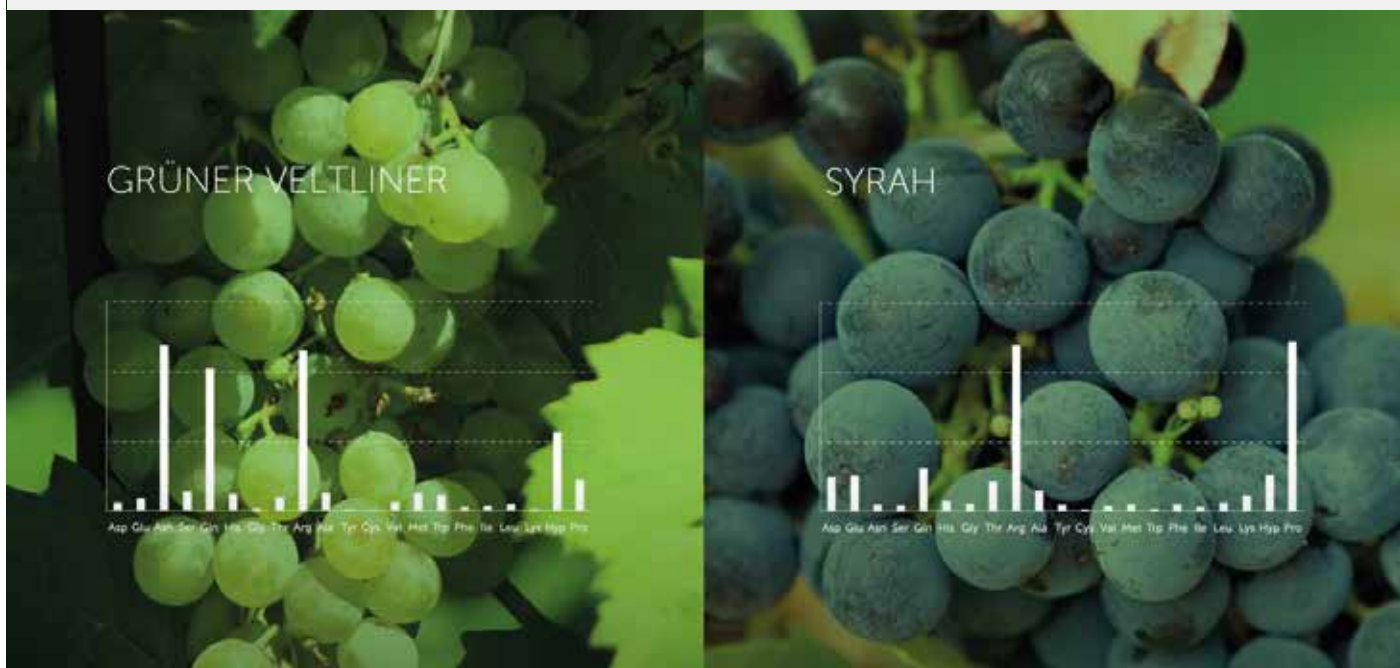 GRÜNER VELTLINER
SYRAH
Asp Glu Asn Ser Gln His Gly Thr Arg Ala Tyr Cys Val Met Trp Phe Ile Leu Lys Hyp Pro
Asp Glu Asn Ser Gln His Gly Thr Arg Ala Tyr Cys Val Met Trp Phe Ile Leu Lys Hyp Pro